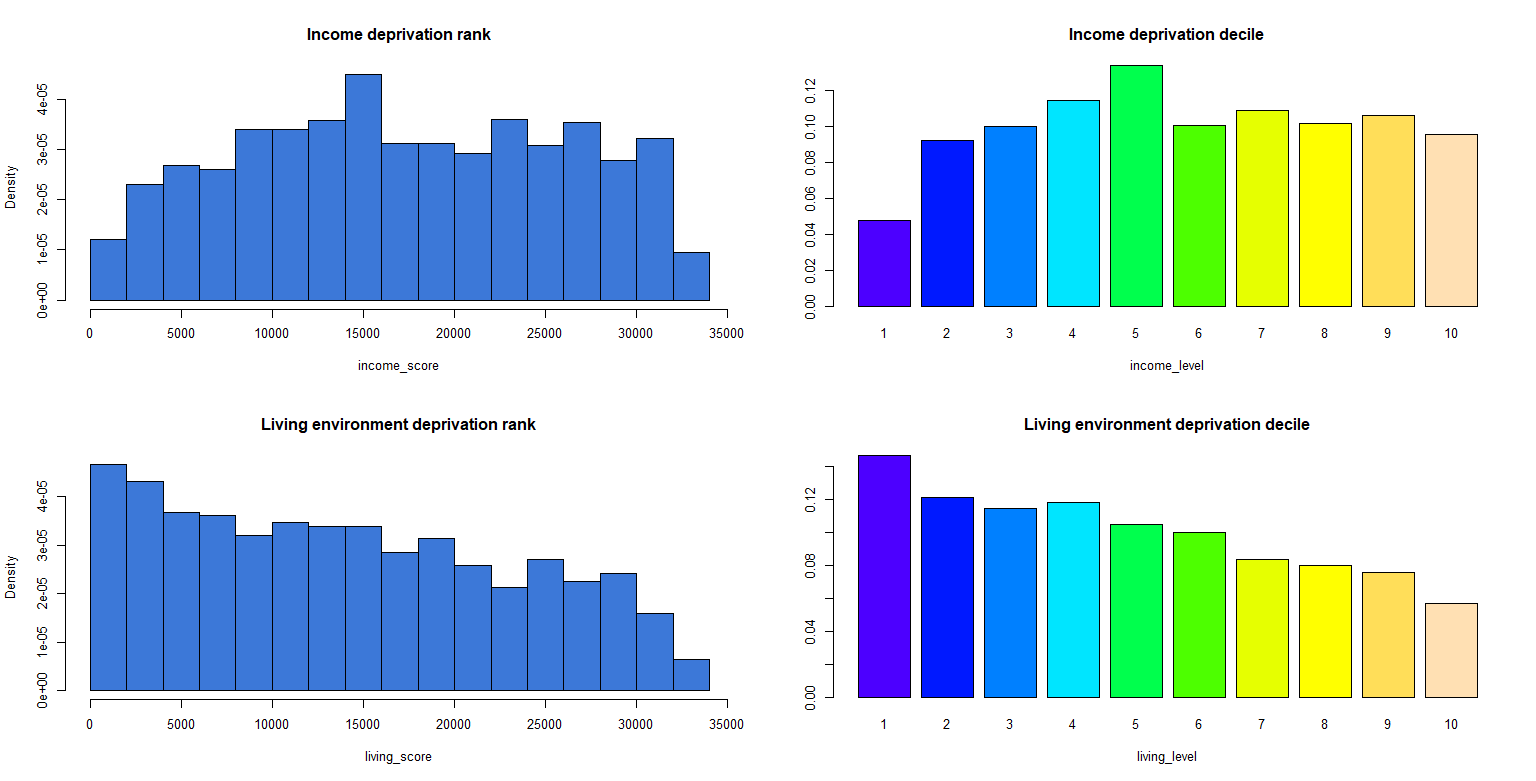 Income deprivation rank
Density
0e+00 1e-05 2e-05 3e-05 4e-05
0 5000 10000 15000 20000 25000 30000 35000
income_score
Income deprivation decile
0.00 0.02 0.04 0.06 0.08 0.10 0.12
1 2 3 4 5 6 7 8 9 10
income_level
Living environment deprivation rank
Density
0e+00 1e-05 2e-05 3e-05 4e-05
0 5000 10000 15000 20000 25000 30000 35000
living_score
Living environment deprivation decile
0.00 0.04 0.08 0.12
1 2 3 4 5 6 7 8 9 10
living_level